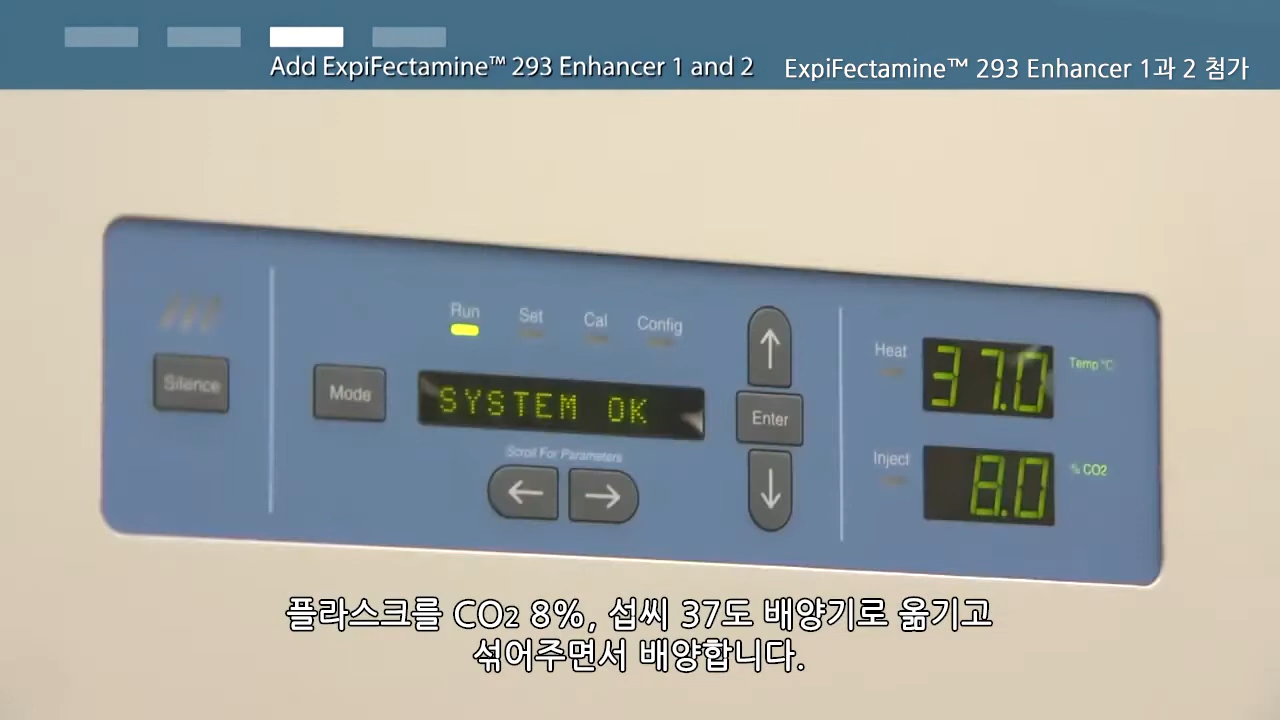 Add ExpiFectamine™ 293 Enhancer 1 and 2
ExpiFectamine™ 293 Enhancer 1과 2 첨가
Run Set Cal Config
Silence
Mode
SYSTEM OK
Scroll For Parameters
Enter
Heat 37.0 Temp °C
Inject 8.0 % CO2
플라스크를 CO2 8%, 섭씨 37도 배양기로 옮기고
섞어주면서 배양합니다.